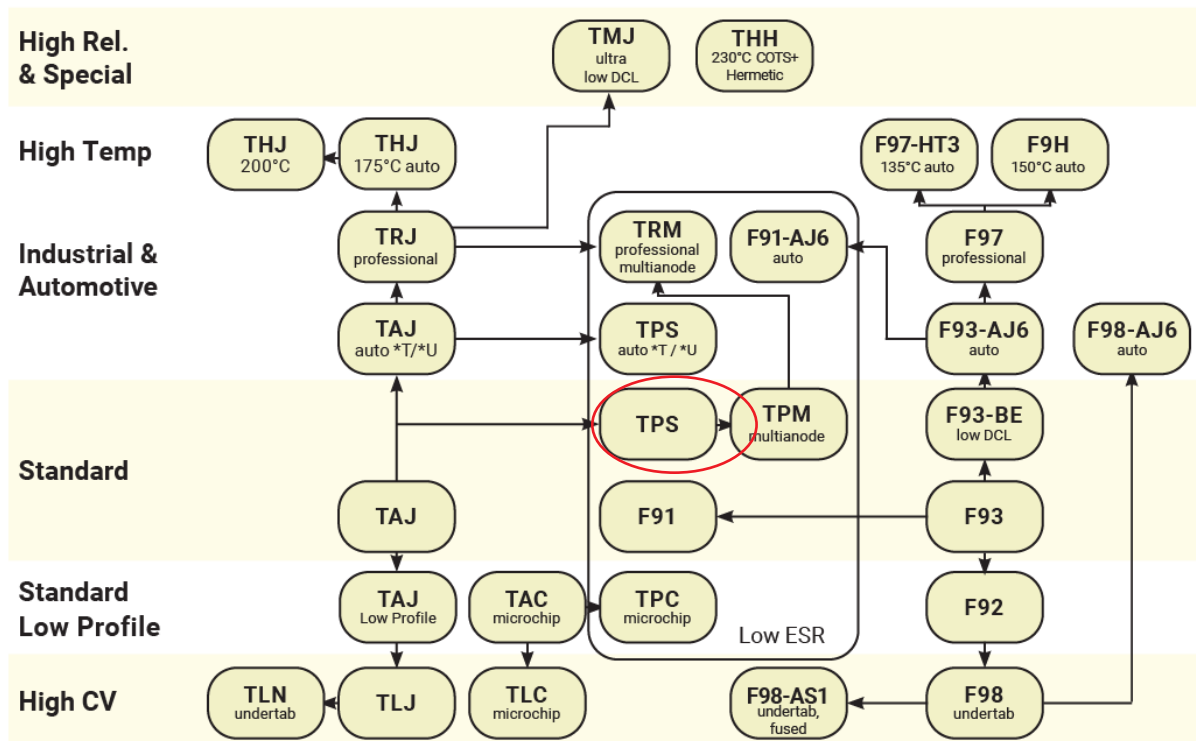 High Rel.
& Special
TMJ
ultra
low DCL
THH
230°C COTS+
Hermetic
High Temp
THJ
200°C
THJ
175°C auto
F97-HT3
135°C auto
F9H
150°C auto
Industrial &
Automotive
TRJ
professional
TRM
professional
multianode
F91-AJ6
auto
F97
professional
TAJ
auto *T/*U
TPS
auto *T / *U
F93-AJ6
auto
F98-AJ6
auto
Standard
TPS
TPM
multianode
F93-BE
low DCL
TAJ
F91
F93
Standard
Low Profile
TAJ
Low Profile
TAC
microchip
TPC
microchip
Low ESR
F92
High CV
TLN
undertab
TLJ
TLC
microchip
F98-AS1
undertab,
fused
F98
undertab